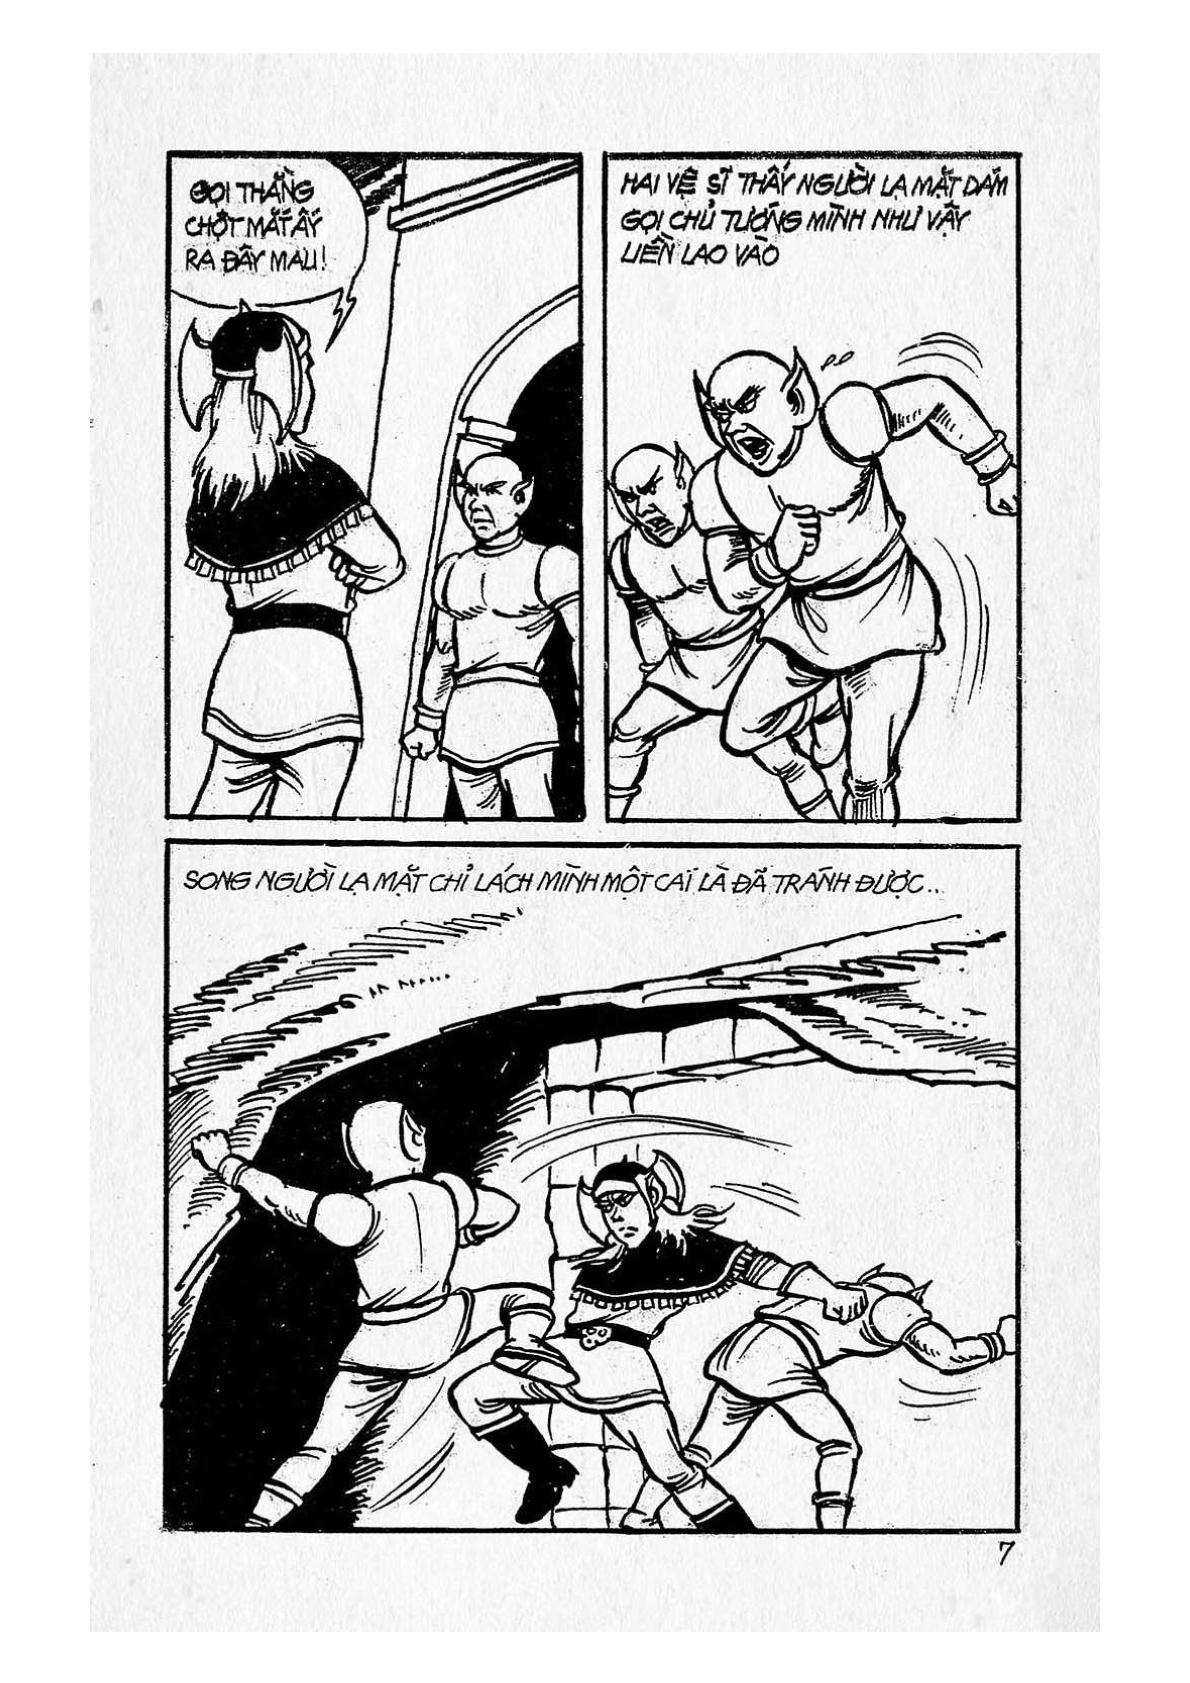 GỌI THẰNG
CHỘT MẮT ẤY
RA ĐÂY MAU!
HAI VỆ SĨ THẤY NGƯỜI LẠ MẶT DÁM
GỌI CHỦ TƯỚNG MÌNH NHƯ VẬY
LIỀN LAO VÀO
SONG NGƯỜI LẠ MẶT CHỈ LÁCH MÌNH MỘT CÁI LÀ ĐÃ TRÁNH ĐƯỢC...
7